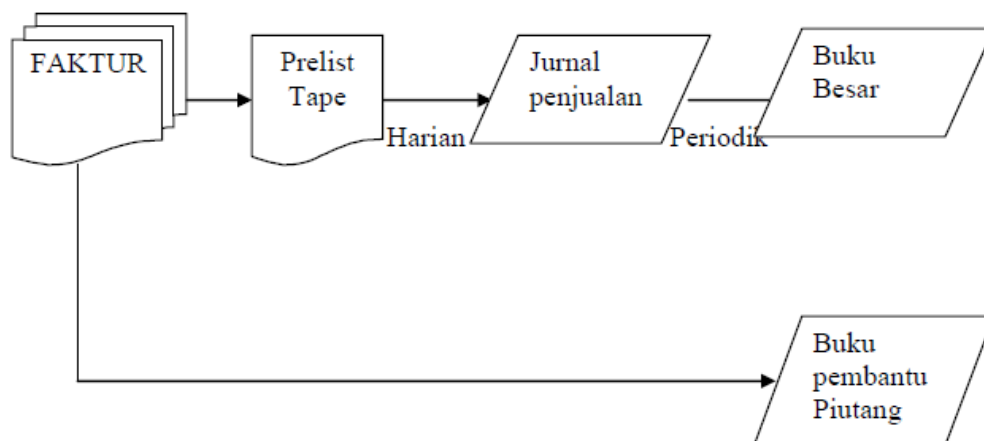 FAKTUR
Prelist
Tape
Harian
Jurnal
penjualan
Periodik
Buku
Besar
Buku
pembantu
Piutang